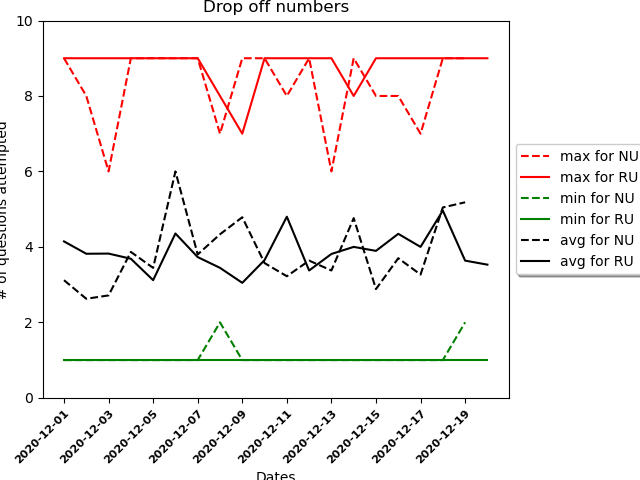 Drop off numbers
# of questions attempted
10
8
6
4
2
0
2020-12-01
2020-12-03
2020-12-05
2020-12-07
2020-12-09
2020-12-11
2020-12-13
2020-12-15
2020-12-17
2020-12-19
Dates
max for NU
max for RU
min for NU
min for RU
avg for NU
avg for RU